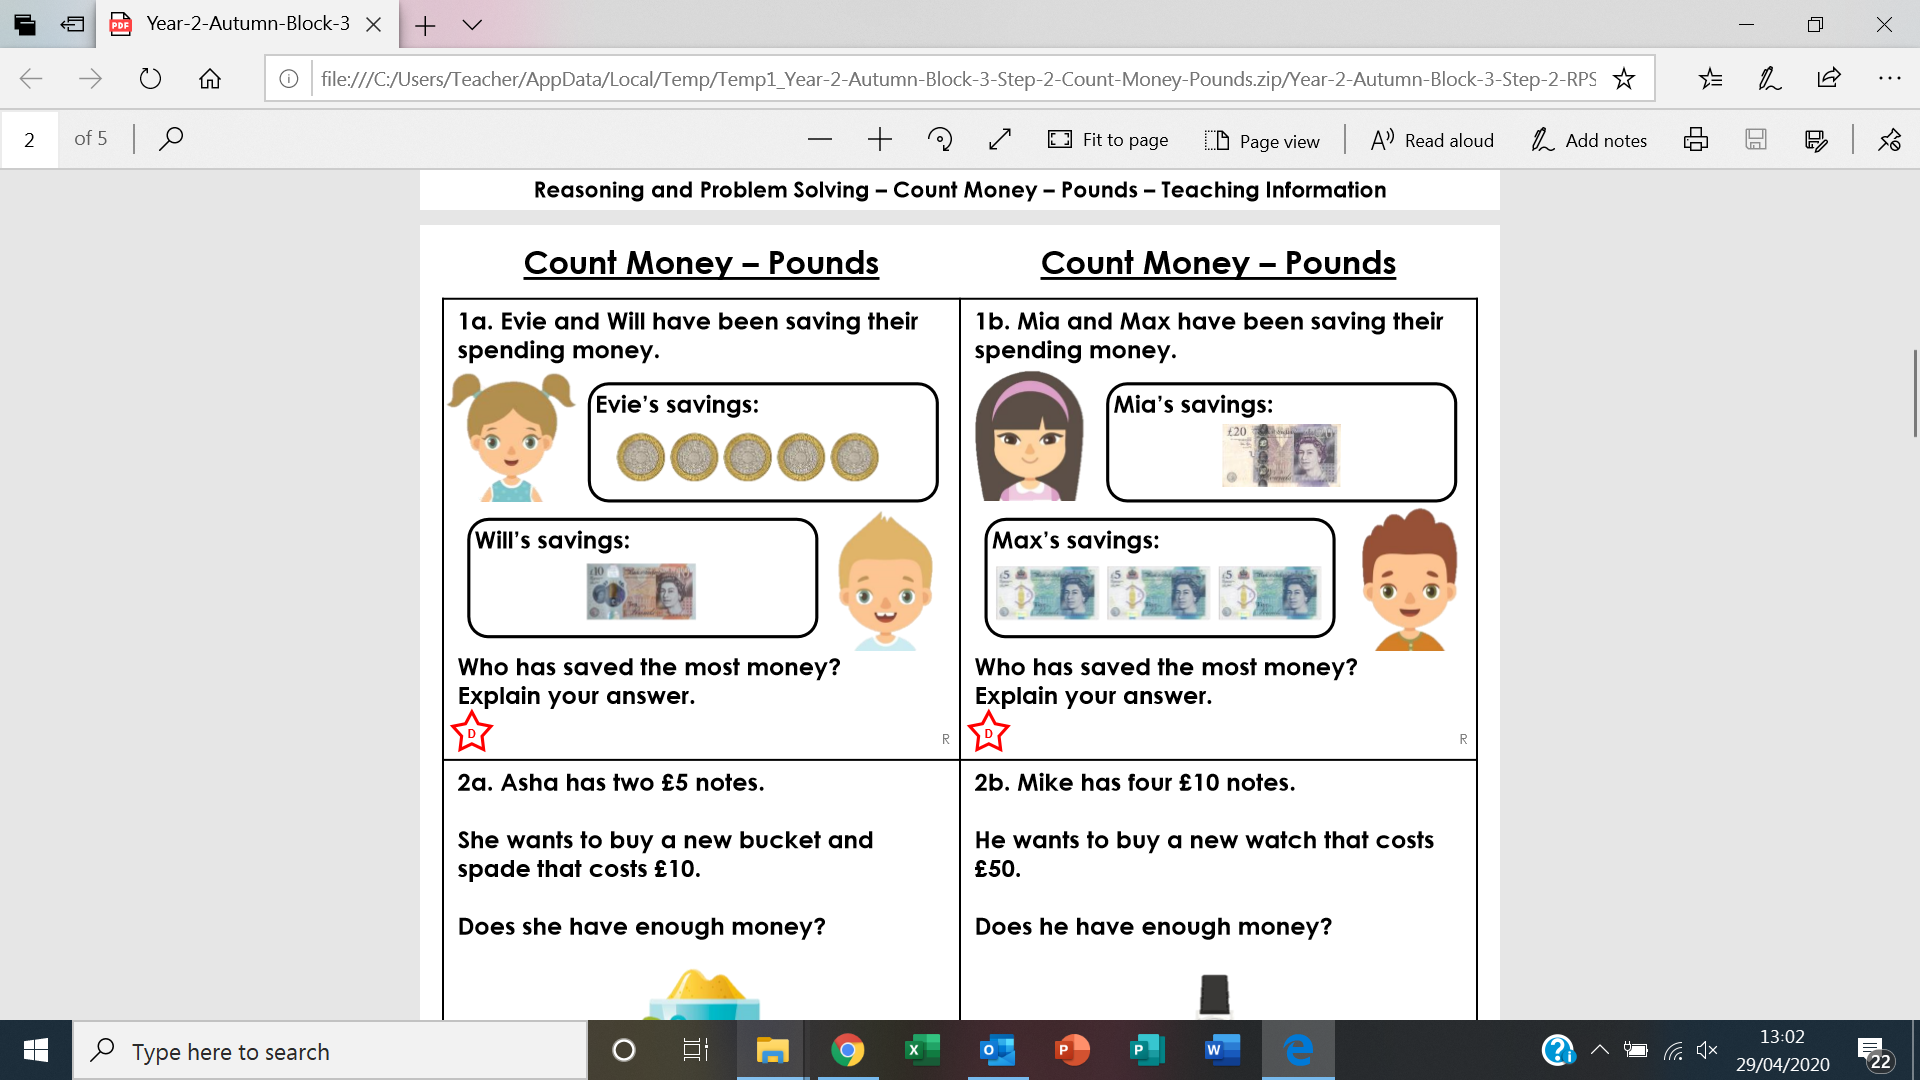 Year-2-Autumn-Block-3
file:///C:/Users/Teacher/AppData/Local/Temp/Temp1_Year-2-Autumn-Block-3-Step-2-Count-Money-Pounds.zip/Year-2-Autumn-Block-3-Step-2-RPS
2 of 5
Fit to page
Page view
Read aloud
Add notes
Reasoning and Problem Solving – Count Money – Pounds – Teaching Information
Count Money – Pounds
1a. Evie and Will have been saving their
spending money.
Evie's savings:
Will's savings:
£10
Who has saved the most money?
Explain your answer.
D
R
2a. Asha has two £5 notes.
She wants to buy a new bucket and
spade that costs £10.
Does she have enough money?
Count Money – Pounds
1b. Mia and Max have been saving their
spending money.
Mia's savings:
£20
Max's savings:
£5 £5 £5
Who has saved the most money?
Explain your answer.
D
R
2b. Mike has four £10 notes.
He wants to buy a new watch that costs
£50.
Does he have enough money?
Type here to search
13:02
29/04/2020
22